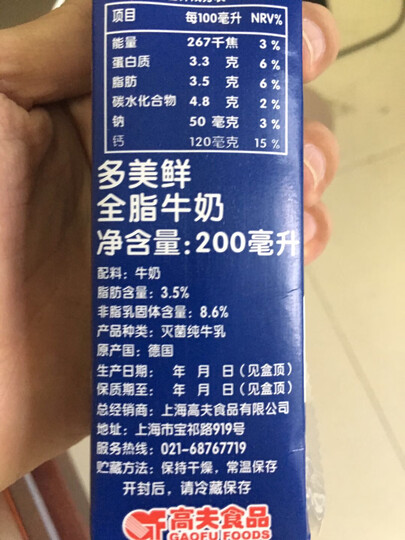 项目 每100毫升 NRV%
能量 267千焦 3%
蛋白质 3.3 克 6%
脂肪 3.5 克 6%
碳水化合物 4.8 克 2%
钠 50 毫克 3%
钙 120毫克 15%
多美鲜
全脂牛奶
净含量:200毫升
配料: 牛奶
脂肪含量: 3.5%
非脂乳固体含量: 8.6%
产品种类: 灭菌纯牛乳
原产国: 德国
生产日期: 年 月 日(见盒顶)
保质期至: 年 月 日(见盒顶)
总经销商: 上海高夫食品有限公司
地址: 上海市宝祁路919号
服务热线: 021-68767719
贮藏方法: 保持干燥, 常温保存
开封后, 请冷藏保存
高夫食品
GAOFU FOODS